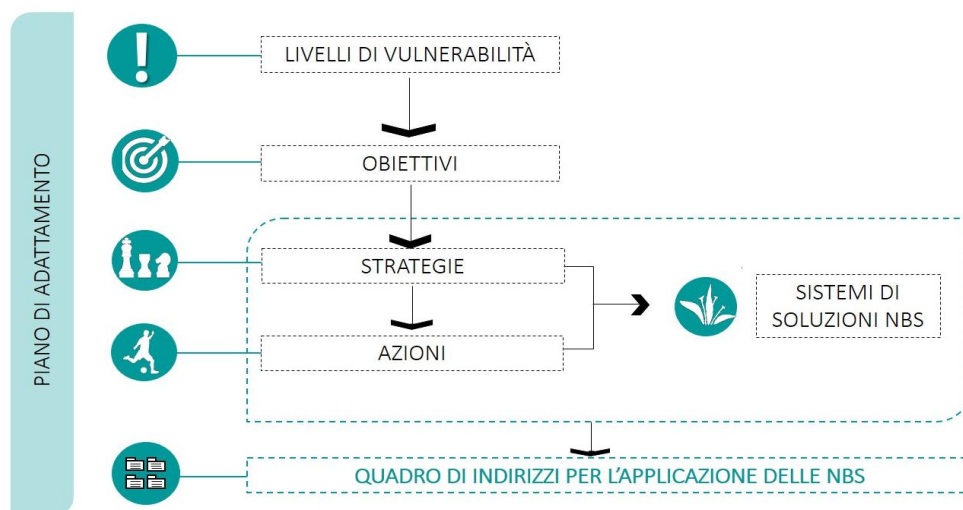 PIANO DI ADATTAMENTO
LIVELLI DI VULNERABILITÀ
OBIETTIVI
STRATEGIE
AZIONI
SISTEMI DI
SOLUZIONI NBS
QUADRO DI INDIRIZZI PER L'APPLICAZIONE DELLE NBS